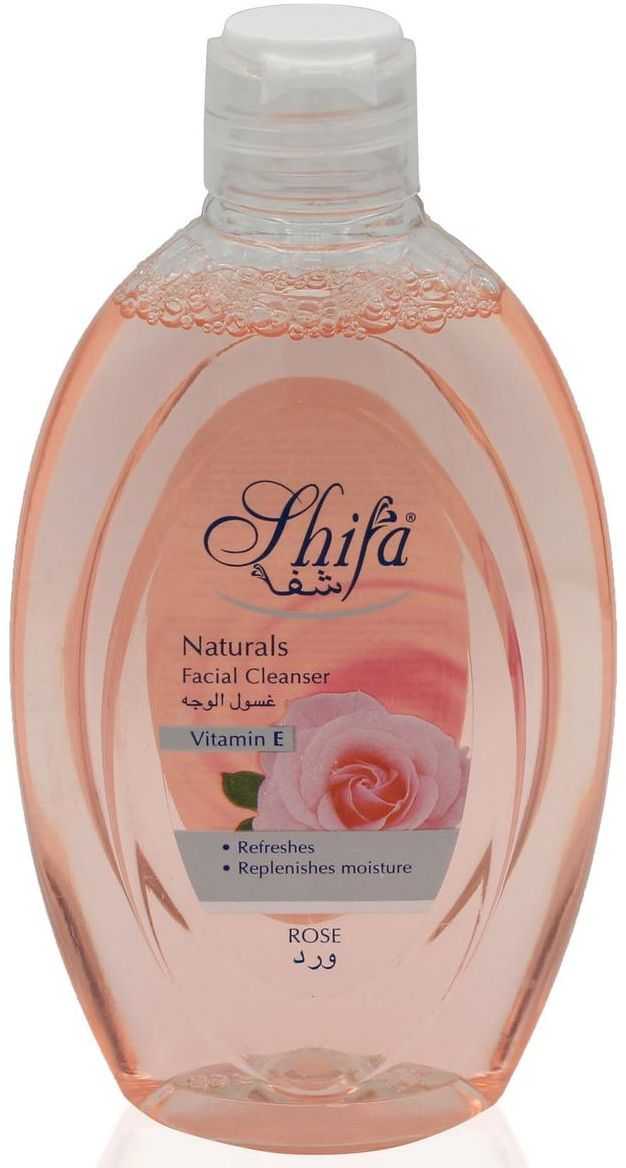 Shifa®
شفا
Naturals
Facial Cleanser
غسول الوجه
Vitamin E
• Refreshes
• Replenishes moisture
ROSE
ورد